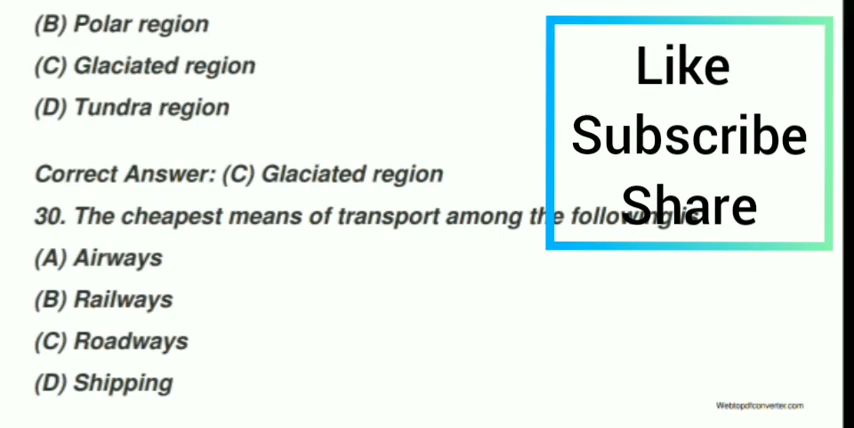 (B) Polar region
(C) Glaciated region
(D) Tundra region
Correct Answer: (C) Glaciated region
30. The cheapest means of transport among the following is
(A) Airways
(B) Railways
(C) Roadways
(D) Shipping
Like
Subscribe
Share
Webtopdfconverter.com